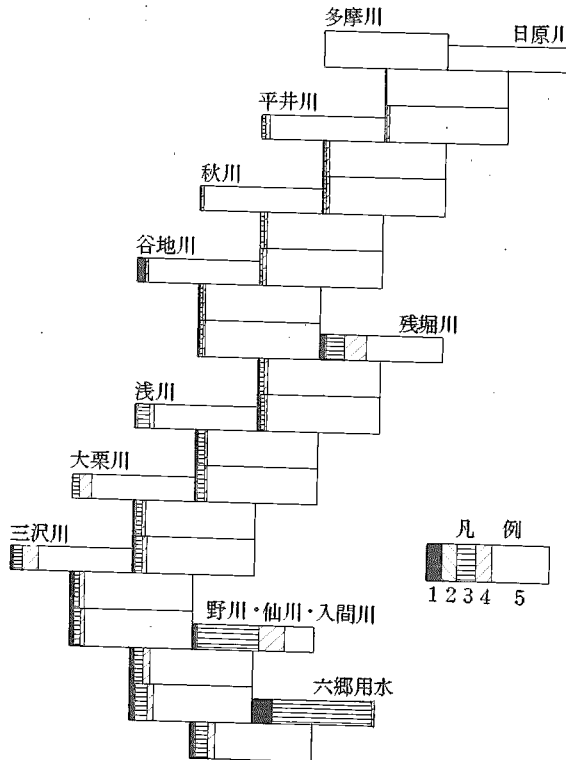 多摩川
日原川
平井川
秋川
谷地川
残堀川
浅川
大栗川
三沢川
凡 例
1 2 3 4 5
野川・仙川・入間川
六郷用水